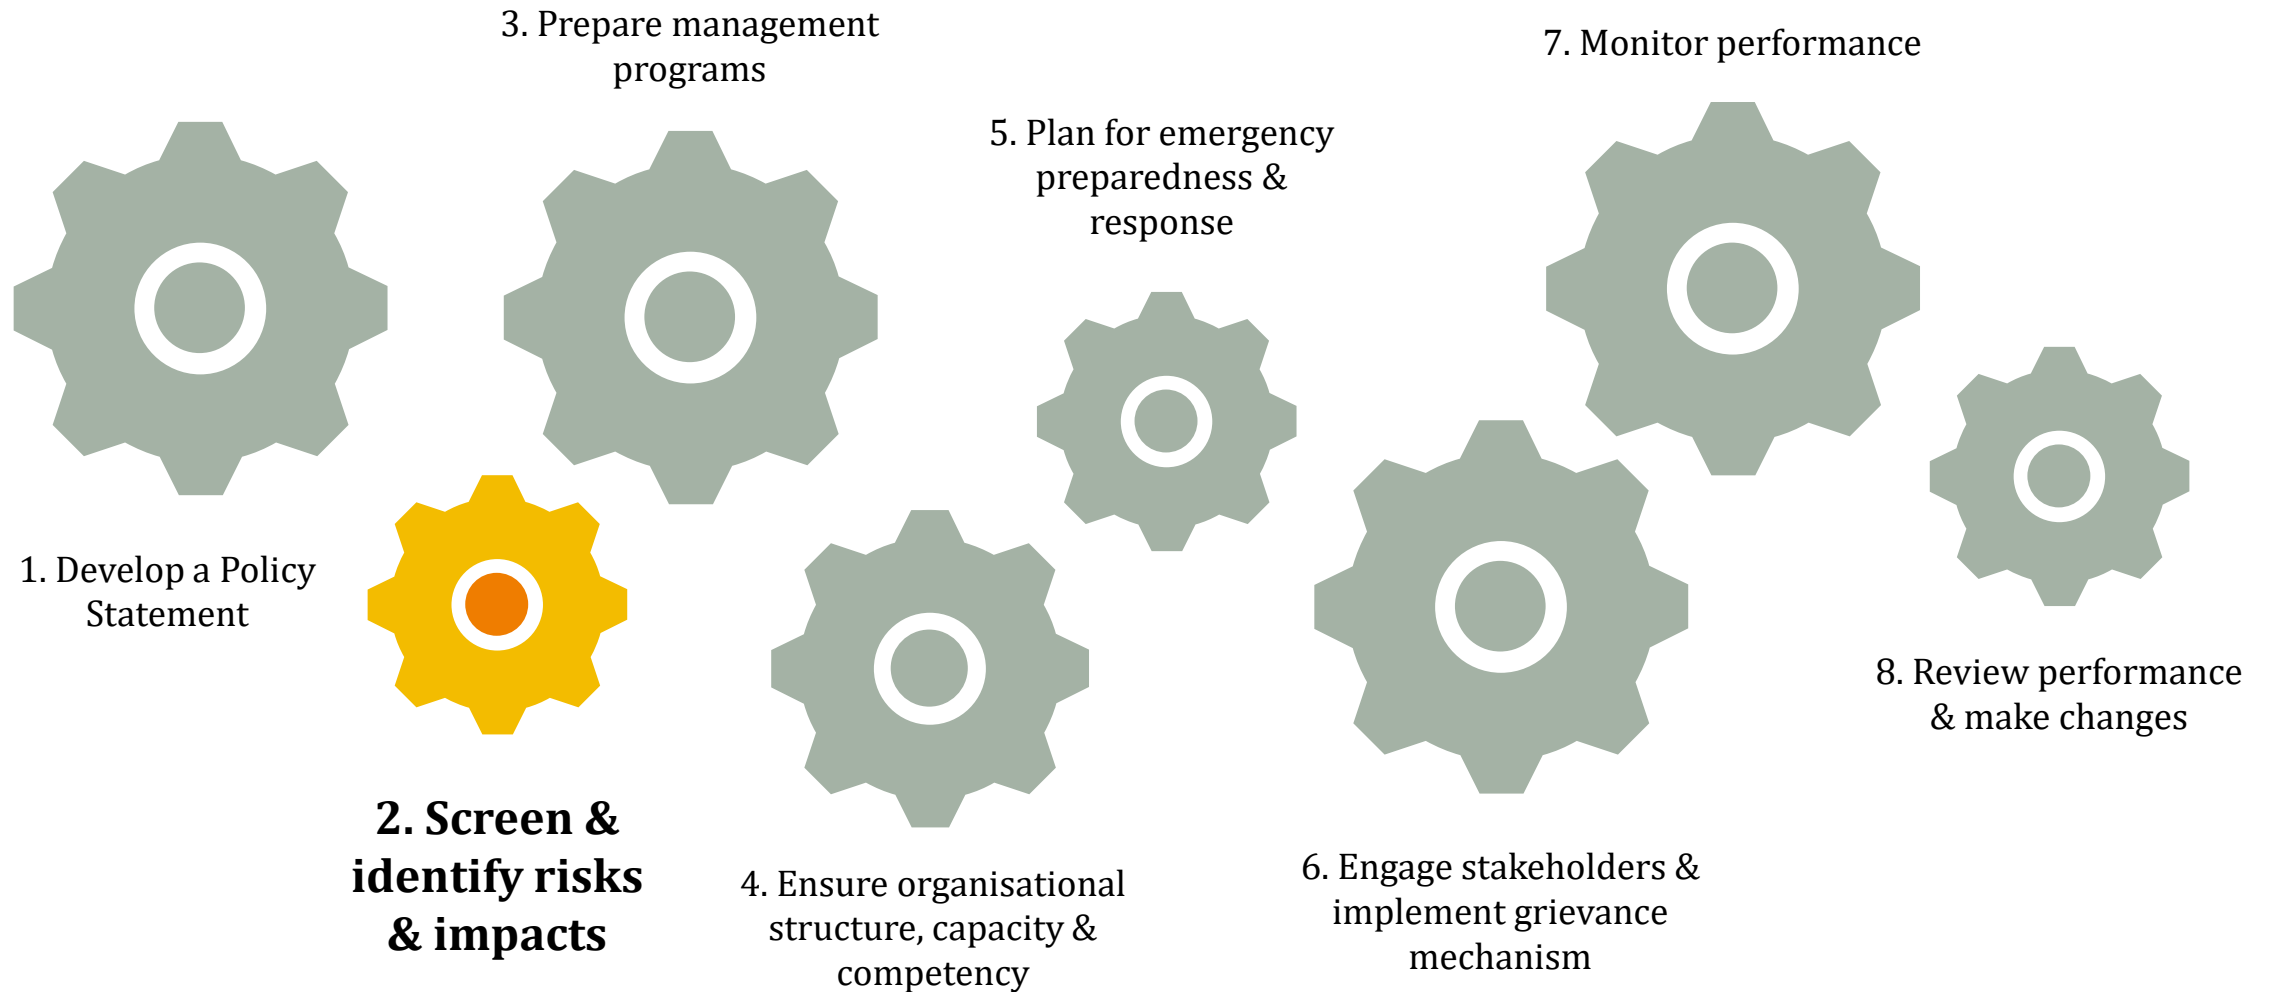 1. Develop a Policy
Statement
2. Screen &
identify risks
& impacts
3. Prepare management
programs
4. Ensure organisational
structure, capacity &
competency
5. Plan for emergency
preparedness &
response
6. Engage stakeholders &
implement grievance
mechanism
7. Monitor performance
8. Review performance
& make changes